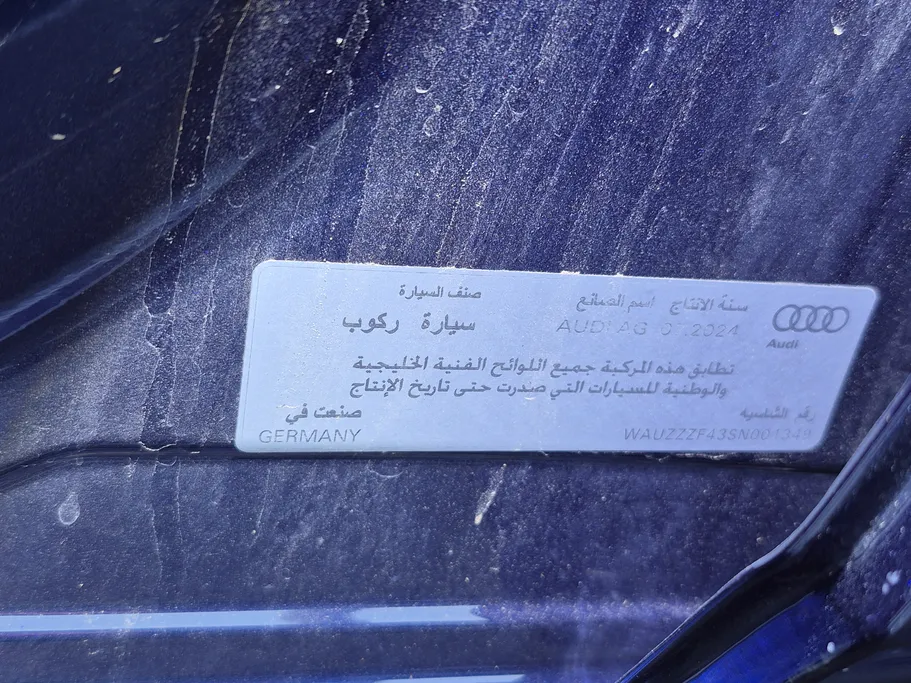 سنة الانتاج اسم الصانع صنف السيارة
AUDI AG 07.2024 سيارة ركوب
Audi
تطابق هذه المركبة جميع اللوائح الفنية الخليجية
والوطنية للسيارات التي صدرت حتى تاريخ الإنتاج
رقم الشاسيه صنعت في
WAUZZZF43SN001349 GERMANY